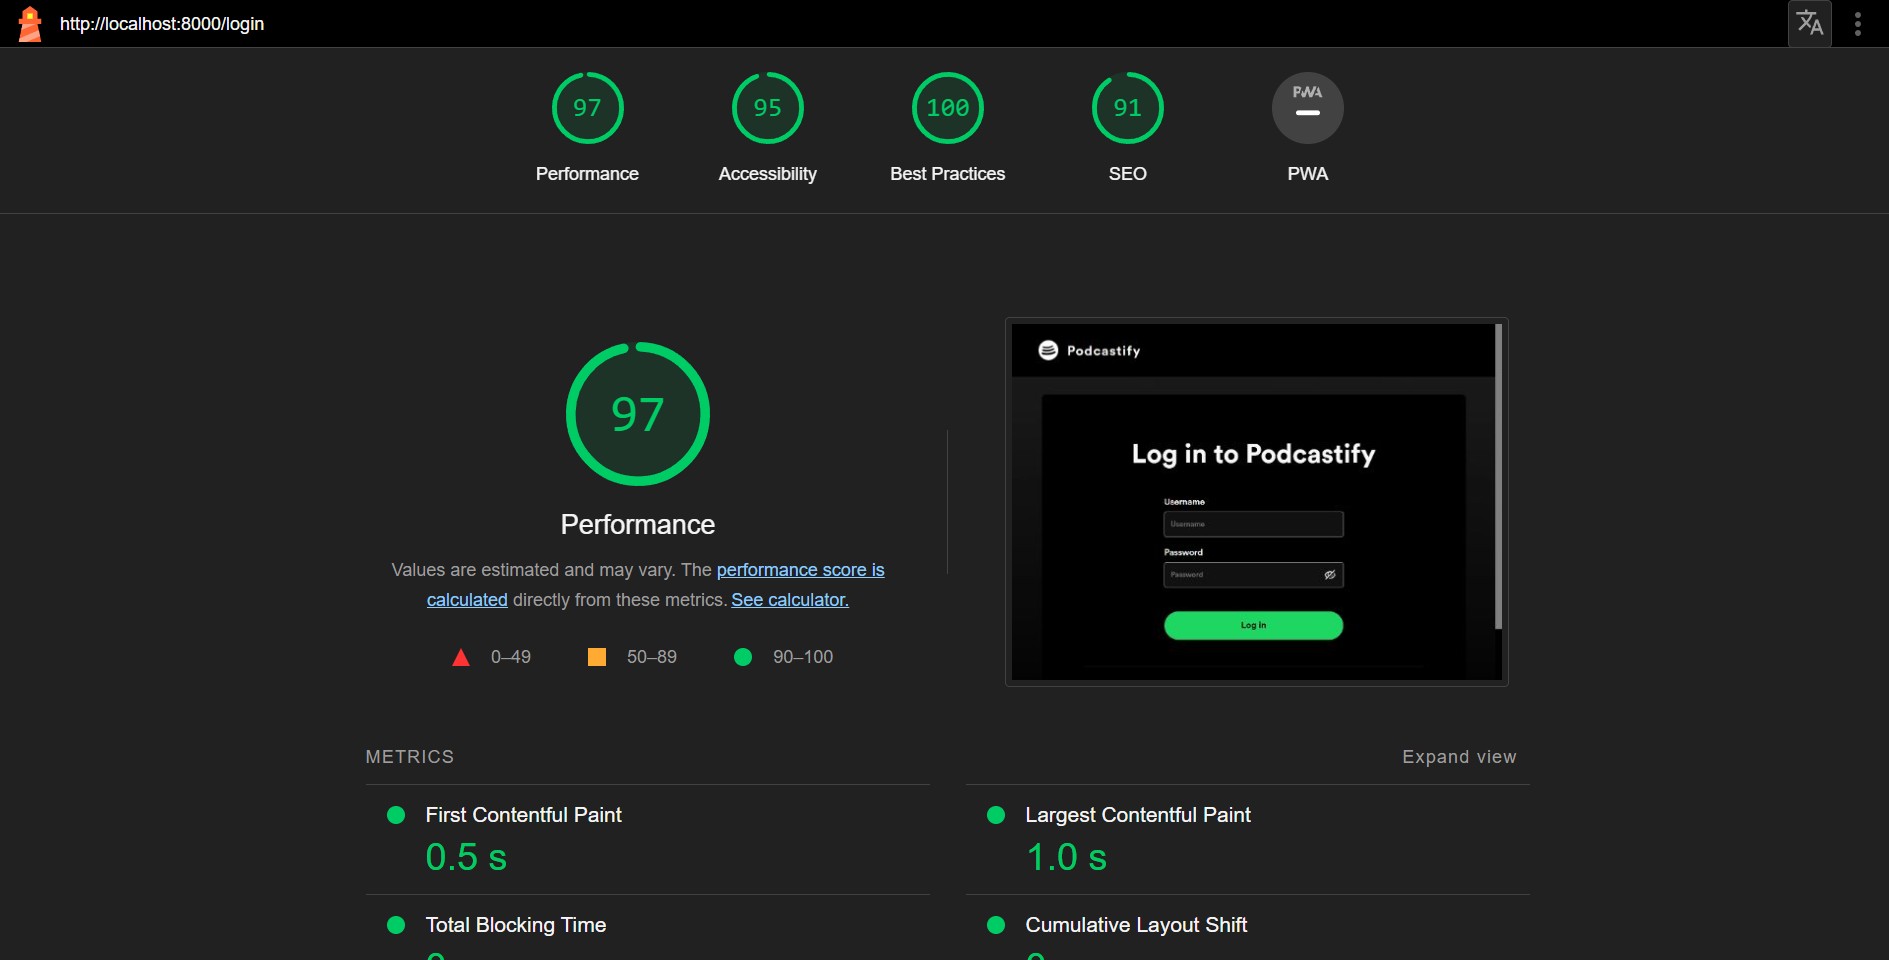 http://localhost:8000/login
97
95
100
91
PWA
Performance
Accessibility
Best Practices
SEO
PWA
97
Performance
Values are estimated and may vary. The performance score is
calculated directly from these metrics. See calculator.
0–49
50–89
90–100
Podcastify
Log in to Podcastify
Username
Username
Password
Password
Log In
METRICS
Expand view
First Contentful Paint
0.5 s
Largest Contentful Paint
1.0 s
Total Blocking Time
Cumulative Layout Shift